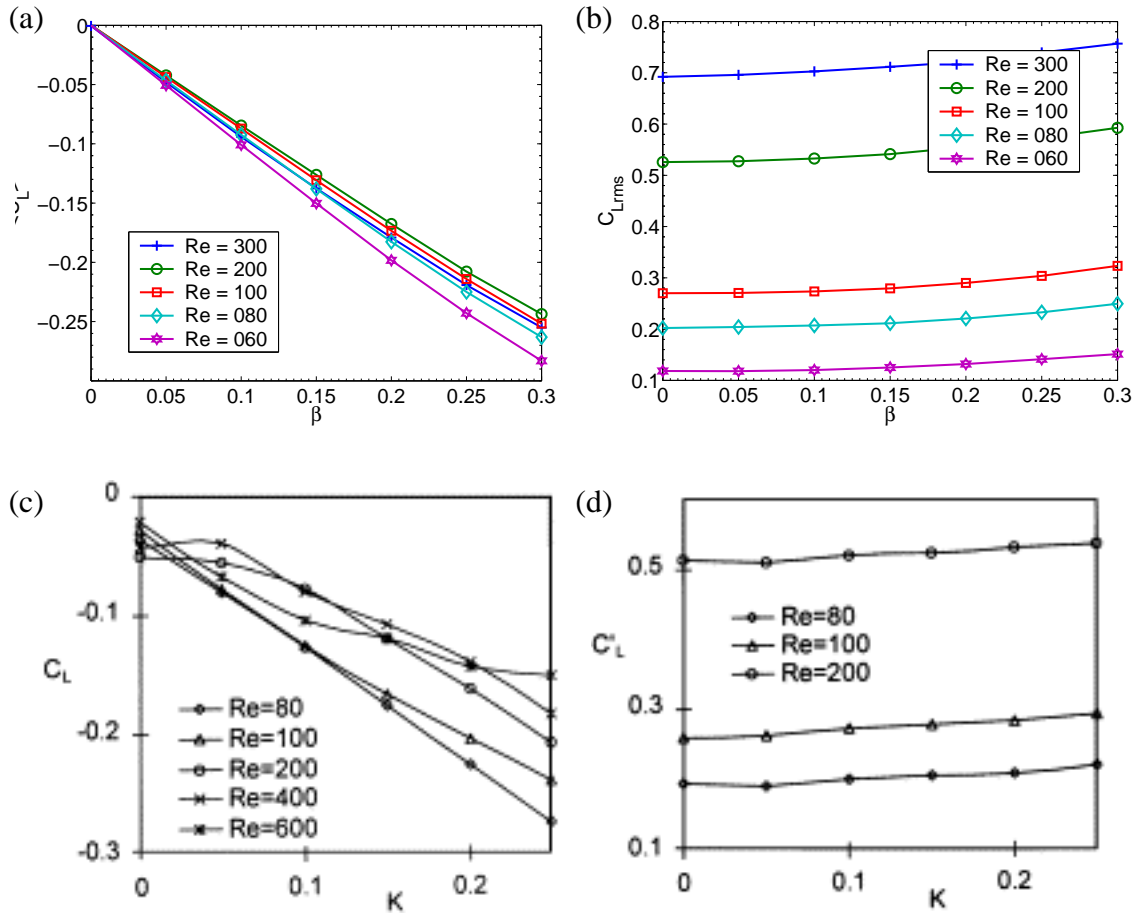 (a)
0
−0.05
−0.1
−0.15
−0.2
−0.25
0 0.05 0.1 0.15 0.2 0.25 0.3
β
Re = 300
Re = 200
Re = 100
Re = 080
Re = 060
(b)
0.8
0.7
0.6
0.5
0.4
0.3
0.2
0.1
C_Lrms
0 0.05 0.1 0.15 0.2 0.25 0.3
β
Re = 300
Re = 200
Re = 100
Re = 080
Re = 060
(c)
0
-0.1
-0.2
-0.3
C_L
0 0.1 0.2
K
Re=80
Re=100
Re=200
Re=400
Re=600
(d)
0.5
0.3
0.1
C'_L
0 0.1 0.2
K
Re=80
Re=100
Re=200